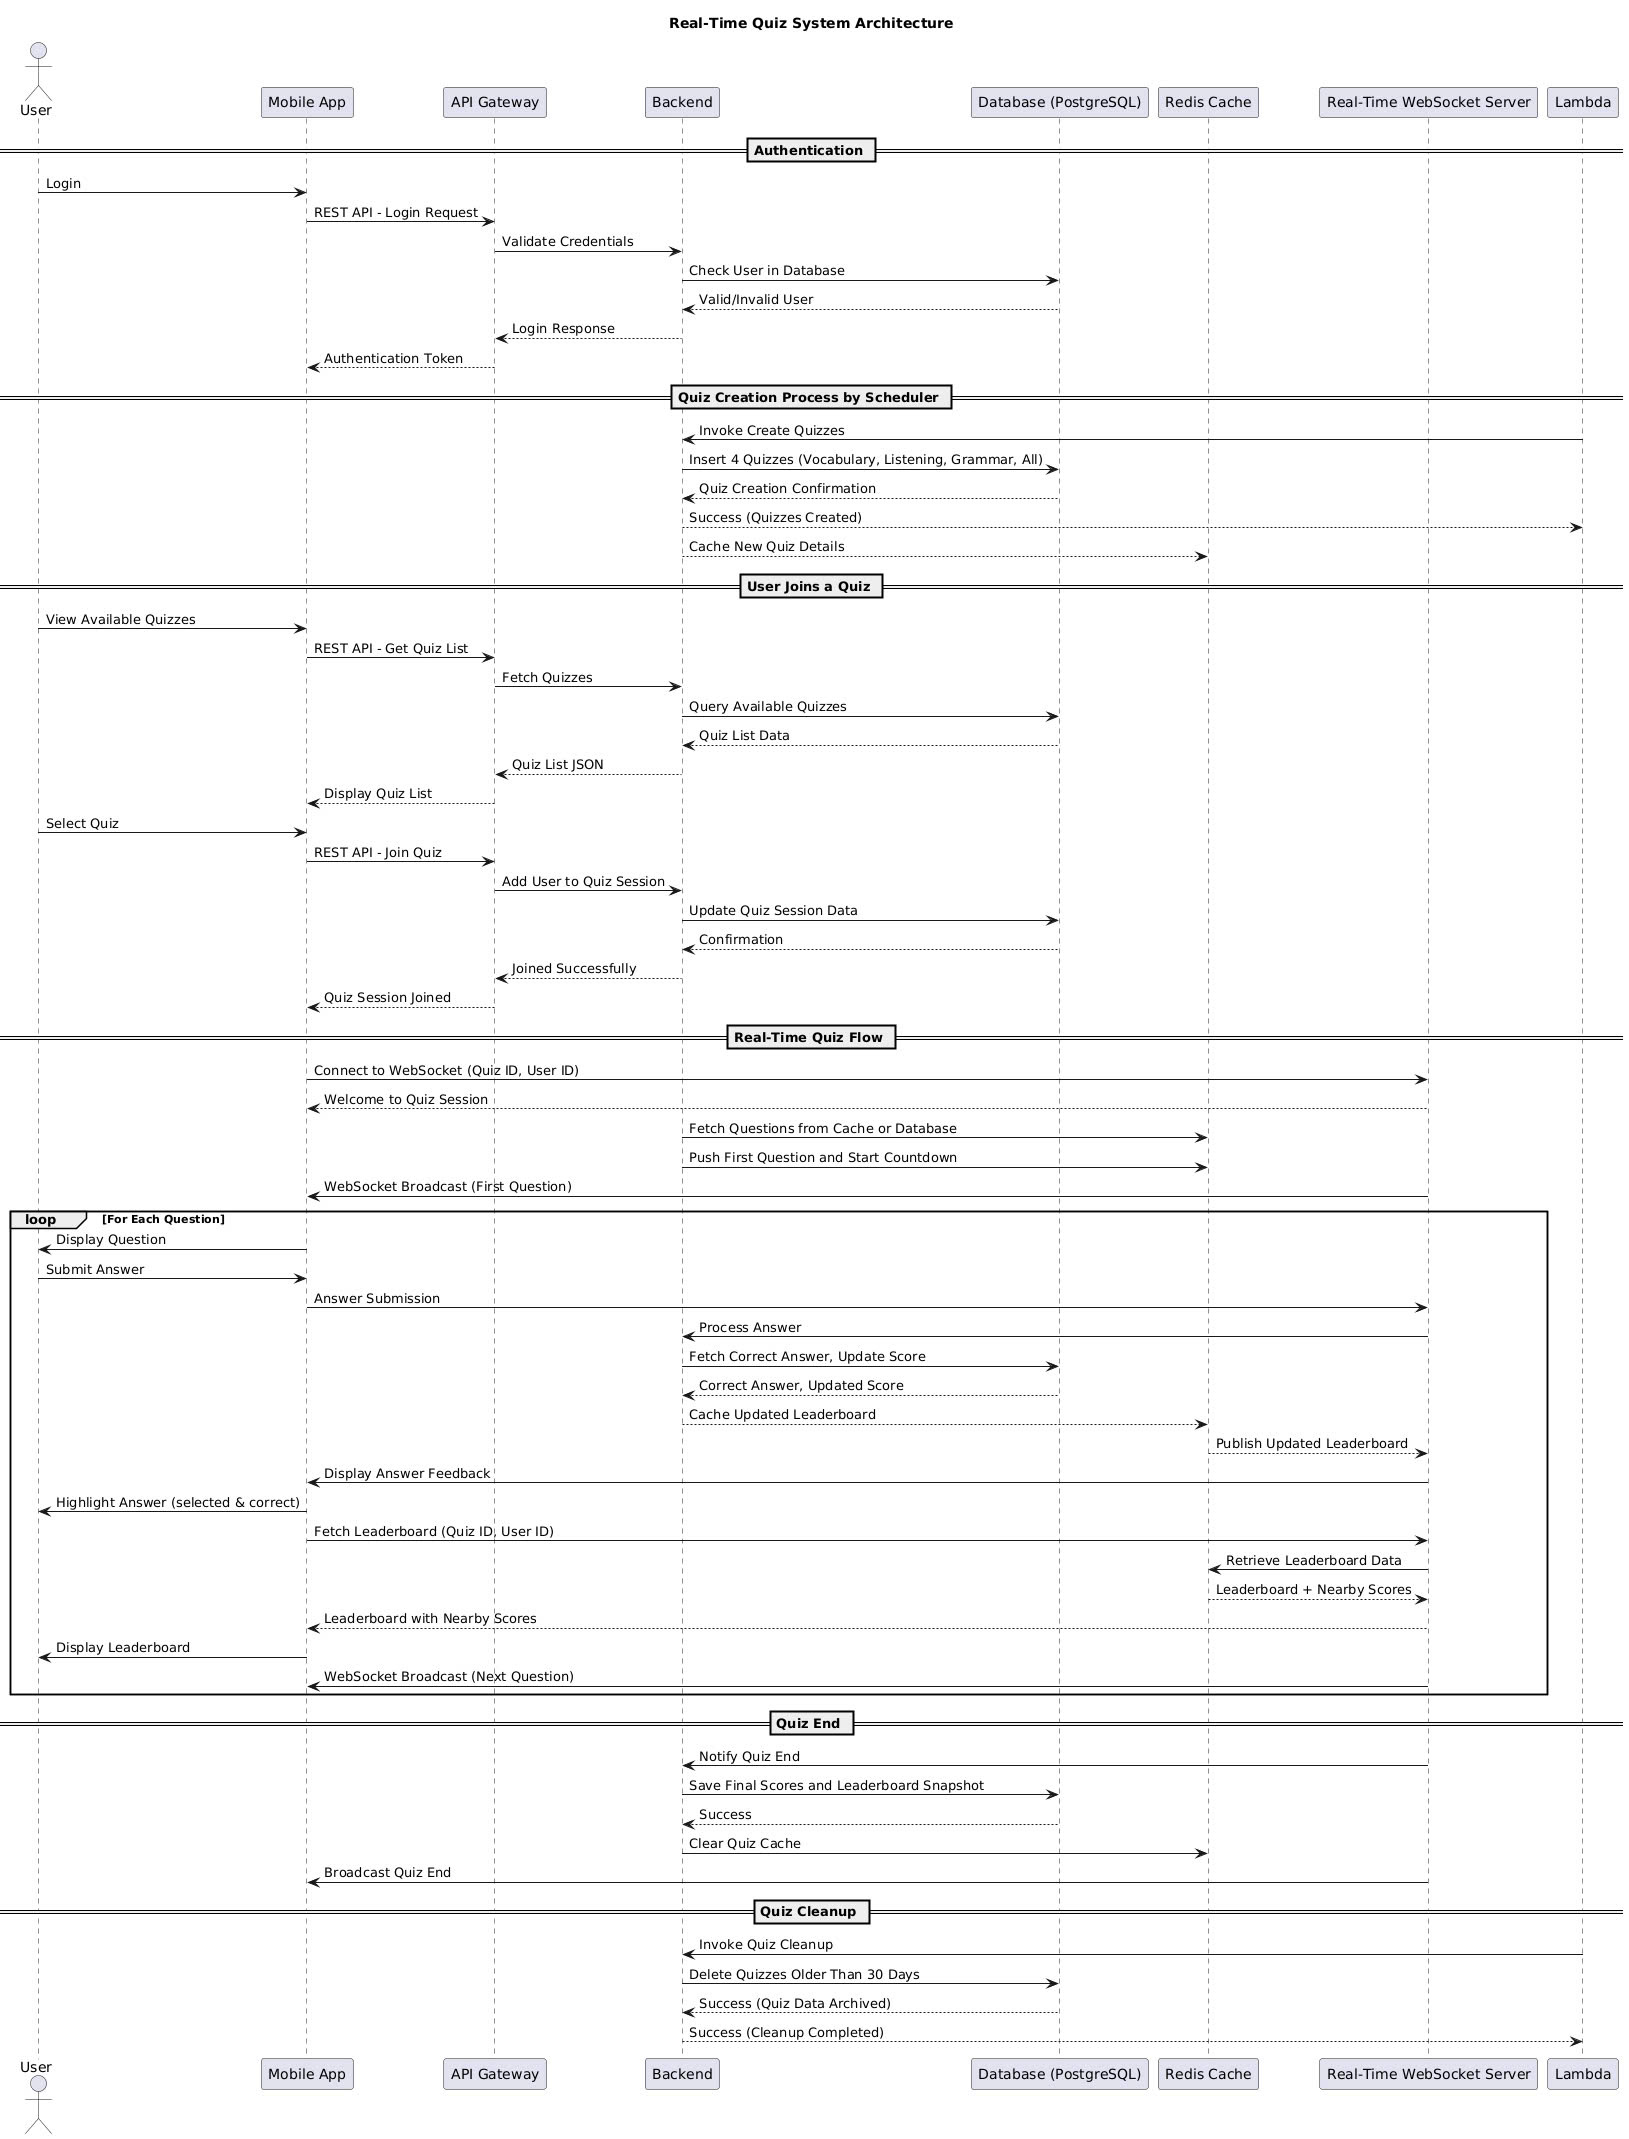 Real-Time Quiz System Architecture
User
Mobile App
API Gateway
Backend
Database (PostgreSQL)
Redis Cache
Real-Time WebSocket Server
Lambda
Authentication
Login
REST API - Login Request
Validate Credentials
Check User in Database
Valid/Invalid User
Login Response
Authentication Token
Quiz Creation Process by Scheduler
Invoke Create Quizzes
Insert 4 Quizzes (Vocabulary, Listening, Grammar, All)
Quiz Creation Confirmation
Success (Quizzes Created)
Cache New Quiz Details
User Joins a Quiz
View Available Quizzes
REST API - Get Quiz List
Fetch Quizzes
Query Available Quizzes
Quiz List Data
Quiz List JSON
Display Quiz List
Select Quiz
REST API - Join Quiz
Add User to Quiz Session
Update Quiz Session Data
Confirmation
Joined Successfully
Quiz Session Joined
Real-Time Quiz Flow
Connect to WebSocket (Quiz ID, User ID)
Welcome to Quiz Session
Fetch Questions from Cache or Database
Push First Question and Start Countdown
WebSocket Broadcast (First Question)
loop
[For Each Question]
Display Question
Submit Answer
Answer Submission
Process Answer
Fetch Correct Answer, Update Score
Correct Answer, Updated Score
Cache Updated Leaderboard
Publish Updated Leaderboard
Display Answer Feedback
Highlight Answer (selected & correct)
Fetch Leaderboard (Quiz ID, User ID)
Retrieve Leaderboard Data
Leaderboard + Nearby Scores
Leaderboard with Nearby Scores
Display Leaderboard
WebSocket Broadcast (Next Question)
Quiz End
Notify Quiz End
Save Final Scores and Leaderboard Snapshot
Success
Clear Quiz Cache
Broadcast Quiz End
Quiz Cleanup
Invoke Quiz Cleanup
Delete Quizzes Older Than 30 Days
Success (Quiz Data Archived)
Success (Cleanup Completed)
User
Mobile App
API Gateway
Backend
Database (PostgreSQL)
Redis Cache
Real-Time WebSocket Server
Lambda